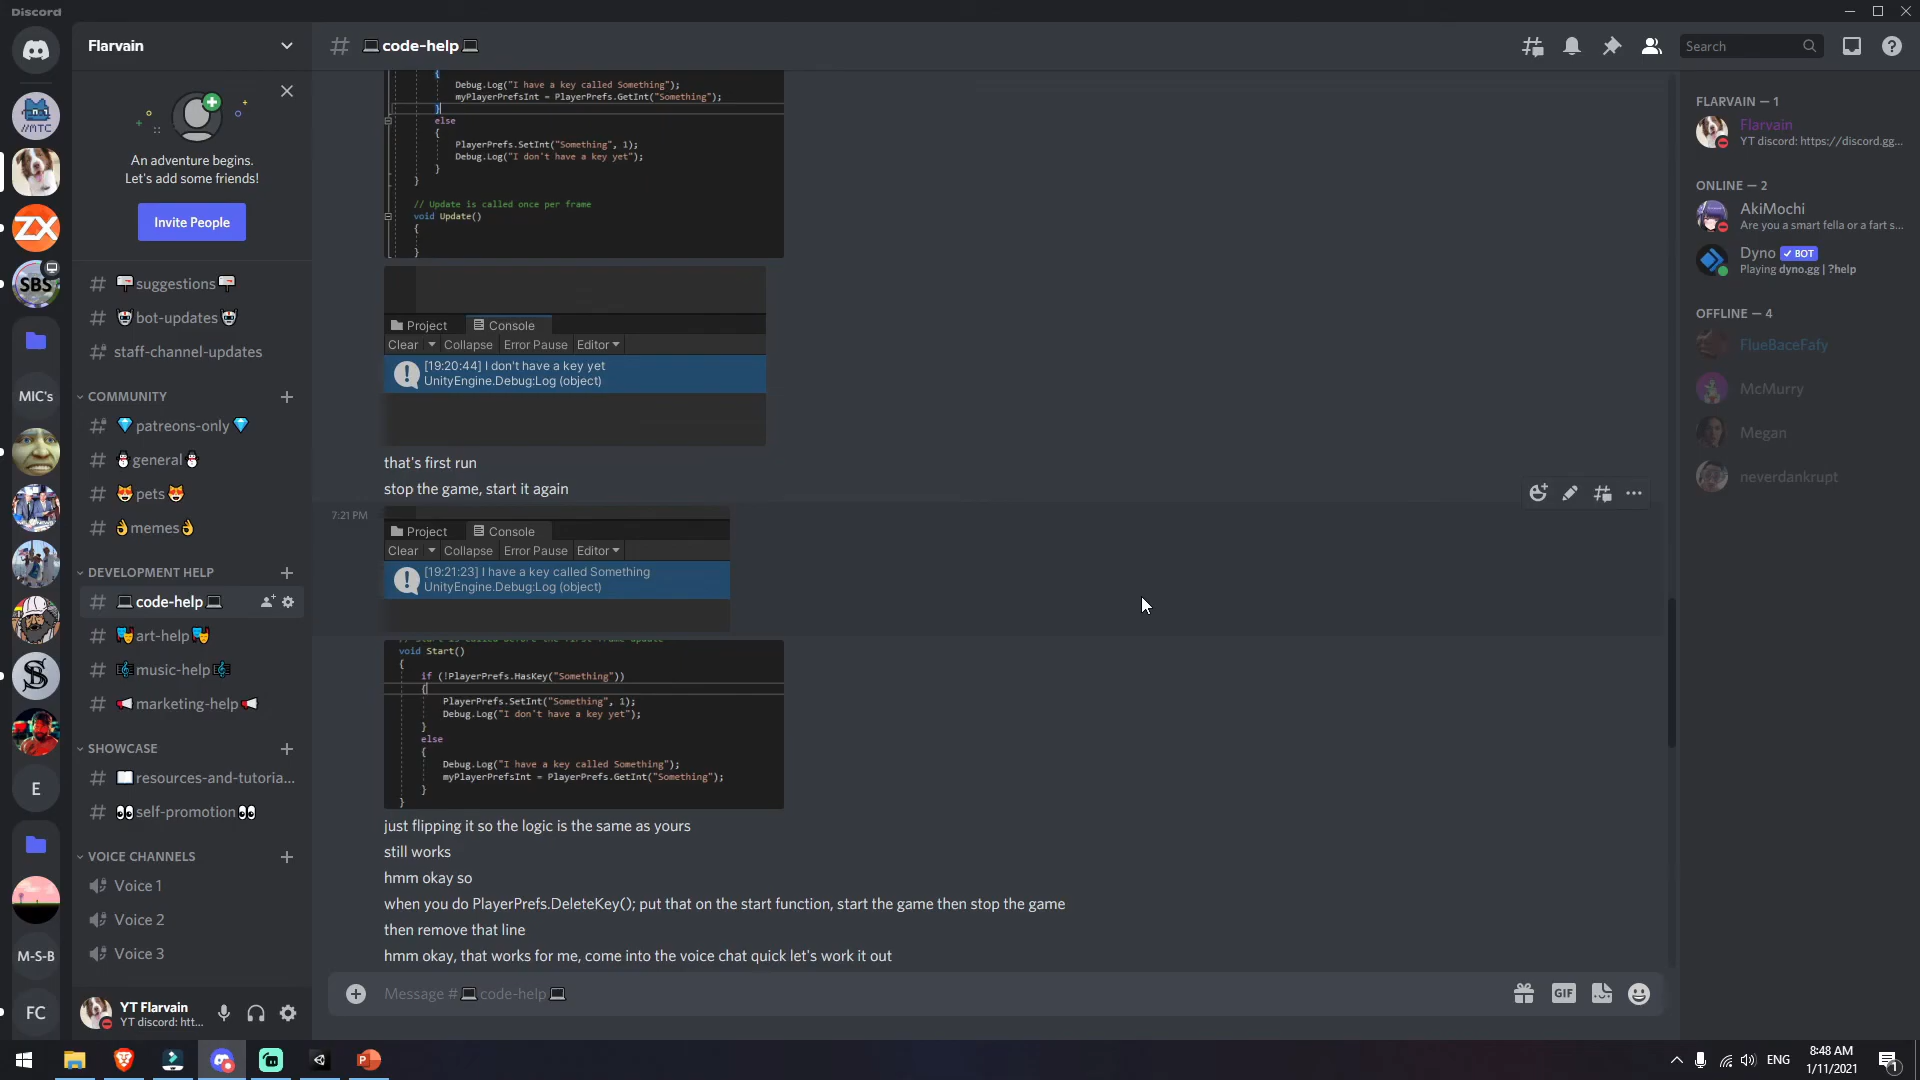 Discord
Flarvain
code-help
Search
An adventure begins.
Let's add some friends!
Invite People
suggestions
bot-updates
staff-channel-updates
COMMUNITY
patreons-only
general
pets
memes
DEVELOPMENT HELP
code-help
art-help
music-help
marketing-help
SHOWCASE
resources-and-tutoria...
self-promotion
VOICE CHANNELS
Voice 1
Voice 2
Voice 3
YT Flarvain
YT discord: htt...
//MTC
ZX
SBS
MIC's
E
M-S-B
FC
{
Debug.Log("I have a key called Something");
myPlayerPrefsInt = PlayerPrefs.GetInt("Something");
}
else
{
PlayerPrefs.SetInt("Something", 1);
Debug.Log("I don't have a key yet");
}
}
// Update is called once per frame
void Update()
{
}
Project Console
Clear Collapse Error Pause Editor
[19:20:44] I don't have a key yet
UnityEngine.Debug:Log (object)
that's first run
stop the game, start it again
7:21 PM
Project Console
Clear Collapse Error Pause Editor
[19:21:23] I have a key called Something
UnityEngine.Debug:Log (object)
// Start is called before the first frame update
void Start()
{
if (!PlayerPrefs.HasKey("Something"))
{
PlayerPrefs.SetInt("Something", 1);
Debug.Log("I don't have a key yet");
}
else
{
Debug.Log("I have a key called Something");
myPlayerPrefsInt = PlayerPrefs.GetInt("Something");
}
}
just flipping it so the logic is the same as yours
still works
hmm okay so
when you do PlayerPrefs.DeleteKey(); put that on the start function, start the game then stop the game
then remove that line
hmm okay, that works for me, come into the voice chat quick let's work it out
Message # code-help
GIF
FLARVAIN — 1
Flarvain
YT discord: https://discord.gg...
ONLINE — 2
AkiMochi
Are you a smart fella or a fart s...
Dyno BOT
Playing dyno.gg | ?help
OFFLINE — 4
FlueBaceFafy
McMurry
Megan
neverdankrupt
ENG
8:48 AM
1/11/2021
1